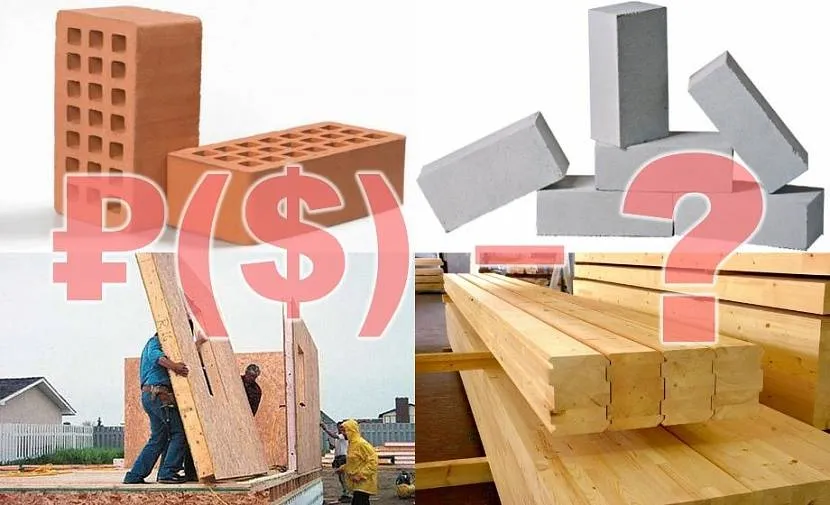 ₽($) – ?